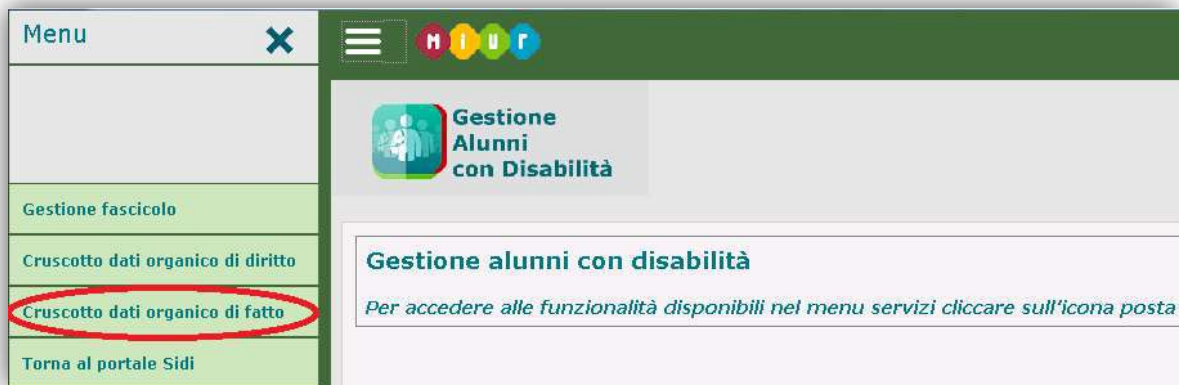 Menu
MIUR
Gestione
Alunni
con Disabilità
Gestione fascicolo
Cruscotto dati organico di diritto
Cruscotto dati organico di fatto
Torna al portale Sidi
Gestione alunni con disabilità
Per accedere alle funzionalità disponibili nel menu servizi cliccare sull'icona posta